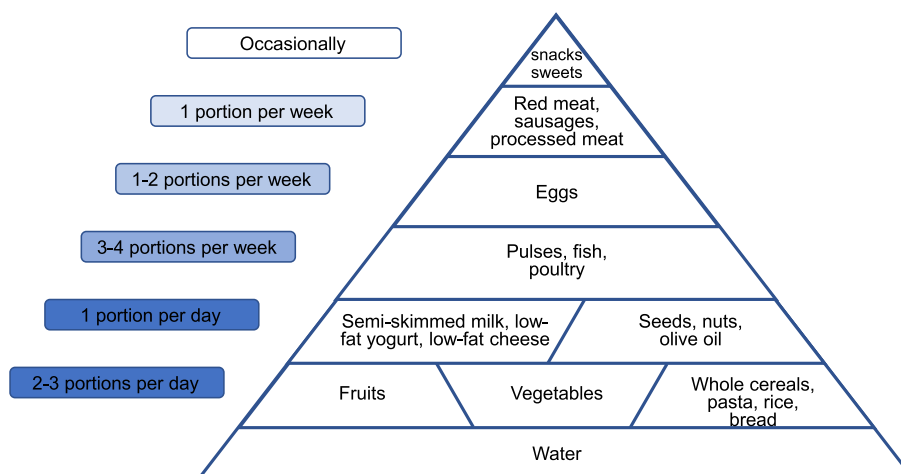 Occasionally
snacks
sweets
1 portion per week
Red meat,
sausages,
processed meat
1-2 portions per week
Eggs
3-4 portions per week
Pulses, fish,
poultry
1 portion per day
Semi-skimmed milk, low-
fat yogurt, low-fat cheese
Seeds, nuts,
olive oil
2-3 portions per day
Fruits
Vegetables
Whole cereals,
pasta, rice,
bread
Water